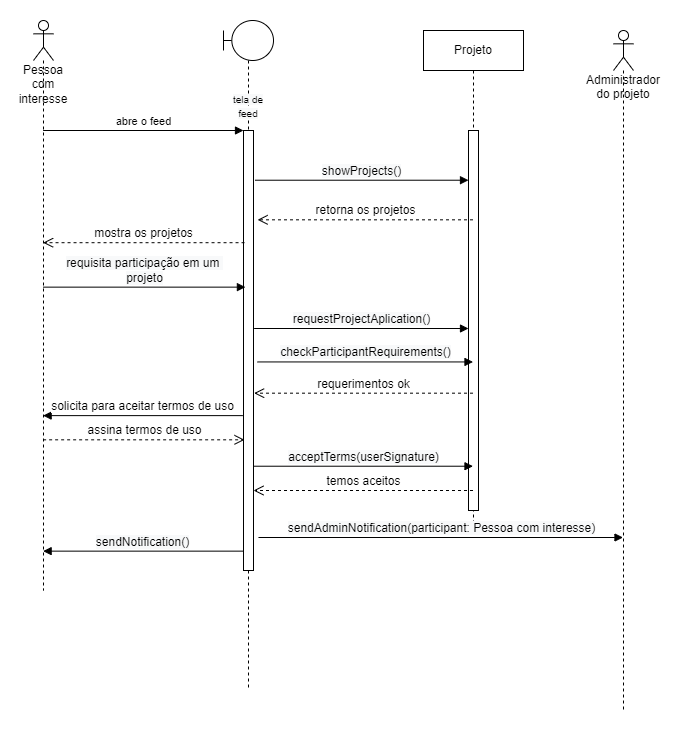 Pessoa
com
interesse
tela de
feed
Projeto
Administrador
do projeto
abre o feed
showProjects()
retorna os projetos
mostra os projetos
requisita participação em um
projeto
requestProjectAplication()
checkParticipantRequirements()
requerimentos ok
solicita para aceitar termos de uso
assina termos de uso
acceptTerms(userSignature)
temos aceitos
sendAdminNotification(participant: Pessoa com interesse)
sendNotification()